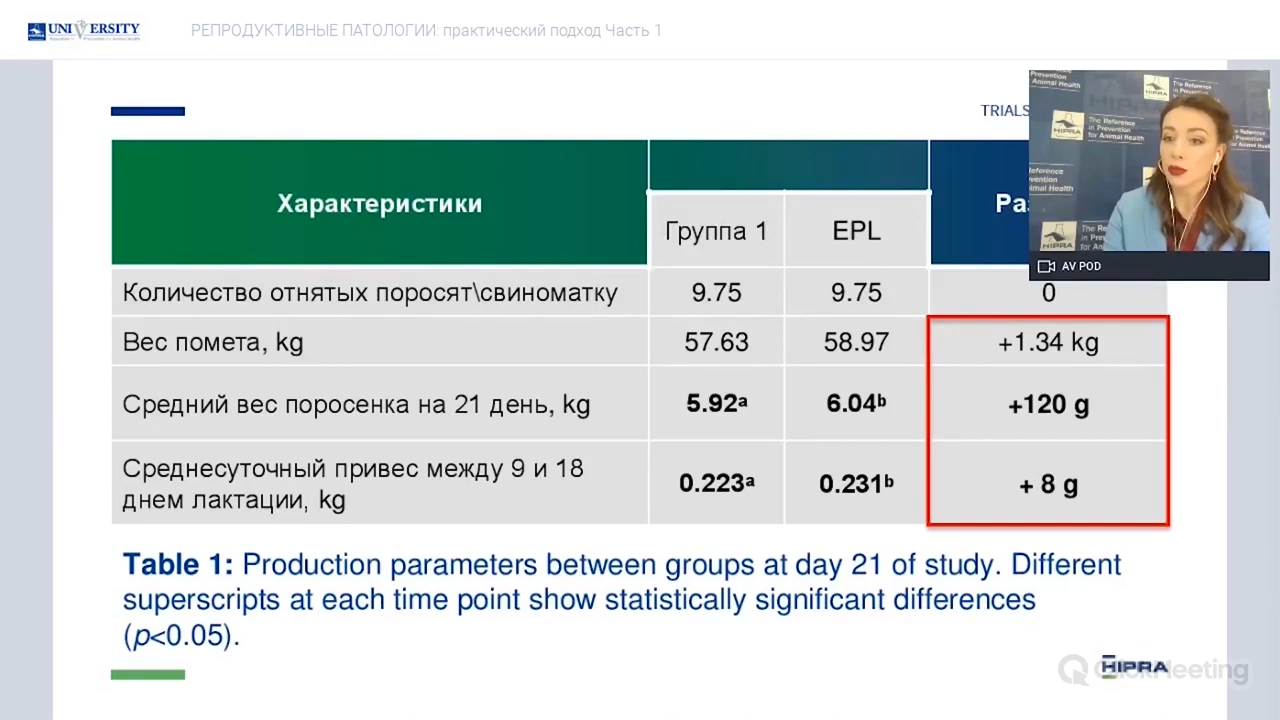 UNIVERSITY
РЕПРОДУКТИВНЫЕ ПАТОЛОГИИ: практический подход Часть 1
TRIALS
Характеристики
Группа 1
EPL
Количество отнятых поросят\свиноматку 9.75 9.75 0
Вес помета, kg 57.63 58.97 +1.34 kg
Средний вес поросенка на 21 день, kg 5.92ᵃ 6.04ᵇ +120 g
Среднесуточный привес между 9 и 18
днем лактации, kg 0.223ᵃ 0.231ᵇ + 8 g
Table 1: Production parameters between groups at day 21 of study. Different
superscripts at each time point show statistically significant differences
(p<0.05).
HIPRA
The Reference
in Prevention
for Animal Health
HIPRA
AV POD
HIPRA